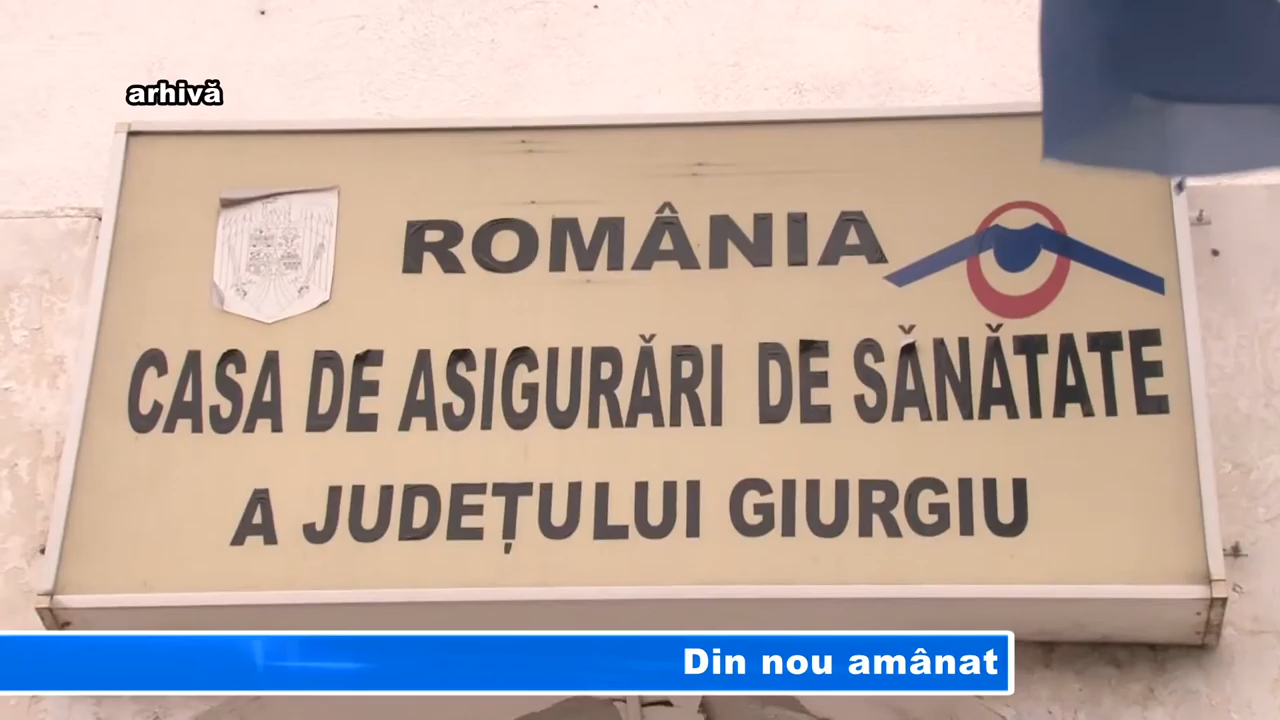 arhivă
ROMÂNIA
CASA DE ASIGURĂRI DE SĂNĂTATE
A JUDEȚULUI GIURGIU
Din nou amânat